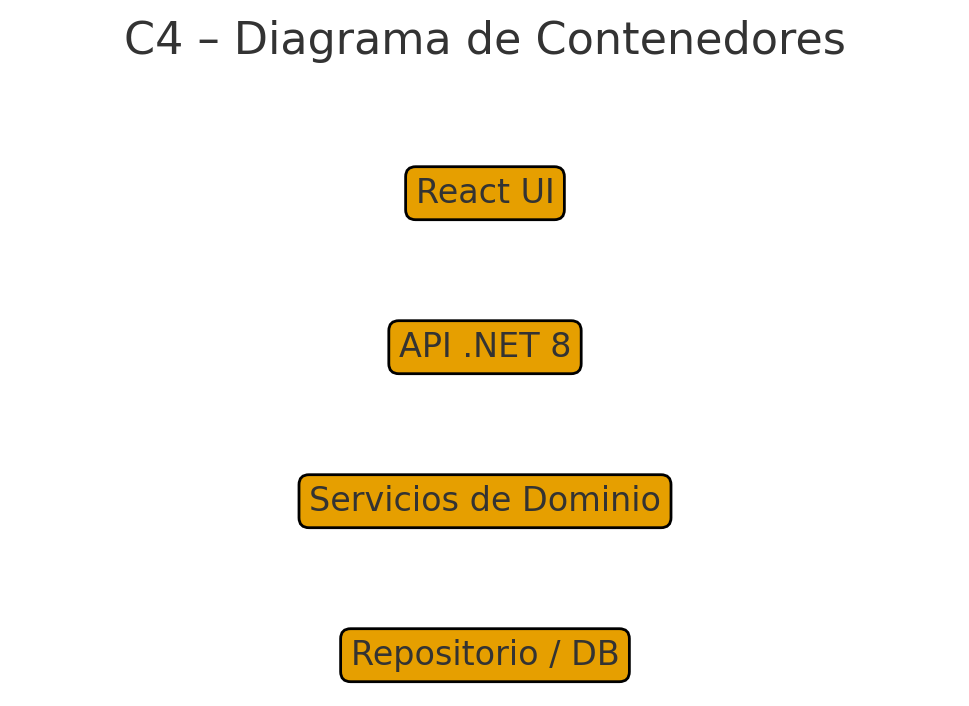 C4 – Diagrama de Contenedores
React UI
API .NET 8
Servicios de Dominio
Repositorio / DB